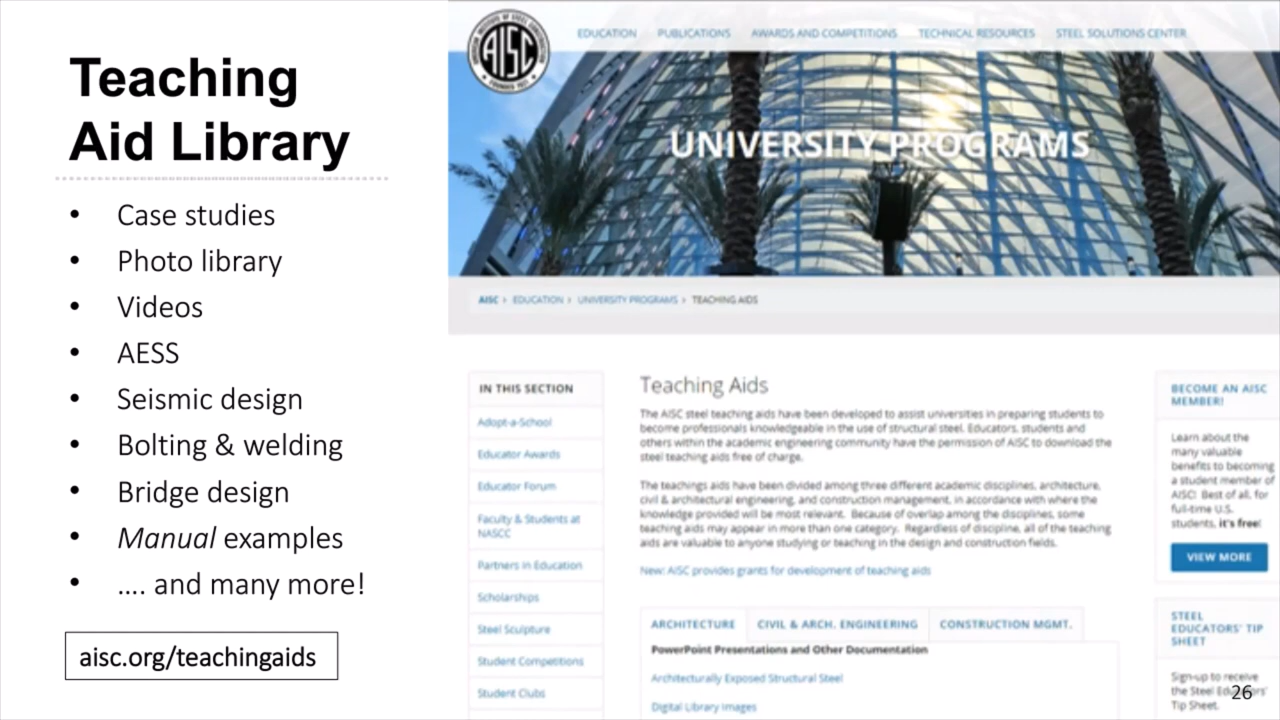 Teaching
Aid Library
• Case studies
• Photo library
• Videos
• AESS
• Seismic design
• Bolting & welding
• Bridge design
• Manual examples
• .... and many more!
aisc.org/teachingaids
AISC
EDUCATION PUBLICATIONS AWARDS AND COMPETITIONS TECHNICAL RESOURCES STEEL SOLUTIONS CENTER
UNIVERSITY PROGRAMS
AISC > EDUCATION > UNIVERSITY PROGRAMS > TEACHING AIDS
IN THIS SECTION
Adopt-a-School
Educator Awards
Educator Forum
Faculty & Students at
NASCC
Partners in Education
Scholarships
Steel Sculpture
Student Competitions
Student Clubs
Teaching Aids
The AISC steel teaching aids have been developed to assist universities in preparing students to
become professionals knowledgeable in the use of structural steel. Educators, students and
others within the academic engineering community have the permission of AISC to download the
steel teaching aids free of charge.
The teachings aids have been divided among three different academic disciplines, architecture,
civil & architectural engineering, and construction management, in accordance with where the
knowledge provided will be most relevant. Because of overlap among the disciplines, some
teaching aids may appear in more than one category. Regardless of discipline, all of the teaching
aids are valuable to anyone studying or teaching in the design and construction fields.
New: AISC provides grants for development of teaching aids
ARCHITECTURE CIVIL & ARCH. ENGINEERING CONSTRUCTION MGMT.
PowerPoint Presentations and Other Documentation
Architecturally Exposed Structural Steel
Digital Library Images
BECOME AN AISC
MEMBER!
Learn about the
many valuable
benefits to becoming
a student member of
AISC! Best of all, for
full-time U.S.
students, it's free!
VIEW MORE
STEEL
EDUCATORS' TIP
SHEET
Sign-up to receive
the Steel Educators'
Tip Sheet.
26